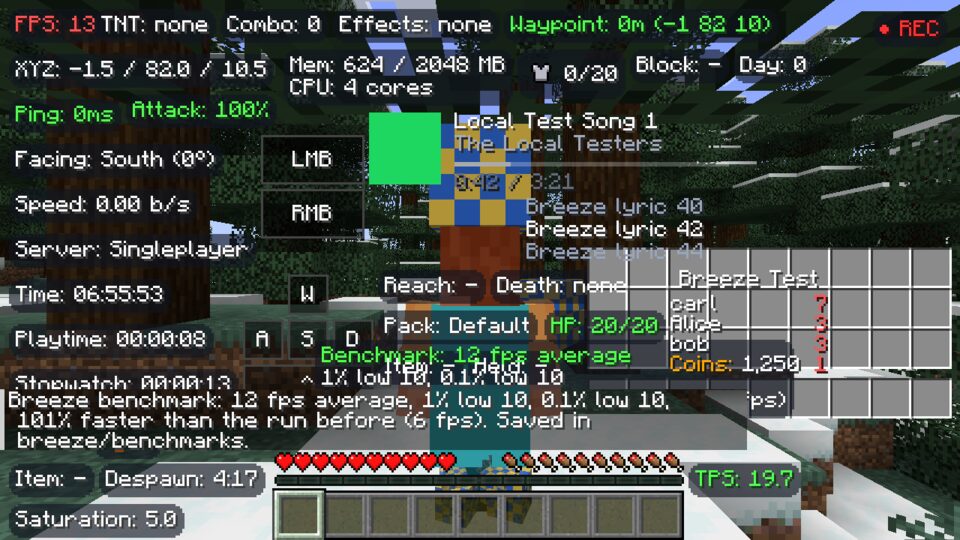 FPS: 13 TNT: none Combo: 0 Effects: none Waypoint: 0m (-1 82 10) ● REC
XYZ: -1.5 / 82.0 / 10.5 Mem: 624 / 2048 MB 0/20 Block: - Day: 0
CPU: 4 cores
Ping: 0ms Attack: 100%
Local Test Song 1
The Local Testers
Facing: South (0°) LMB
0:42 / 3:21
Speed: 0.00 b/s RMB
Breeze lyric 40
Breeze lyric 42
Breeze lyric 44
Server: Singleplayer
Reach: - Death: none
Breeze Test
Time: 06:55:53 W
carl 7
Alice 3
bob 3
Coins: 1,250 1
Pack: Default HP: 20/20
Playtime: 00:00:08 A S D
Benchmark: 12 fps average
Item: - Held: -
1% low 10, 0.1% low 10
Stopwatch: 00:00:13 ^
Breeze benchmark: 12 fps average, 1% low 10, 0.1% low 10,
101% faster than the run before (6 fps). Saved in
breeze/benchmarks.
fps)
Item: - Despawn: 4:17 TPS: 19.7
Saturation: 5.0